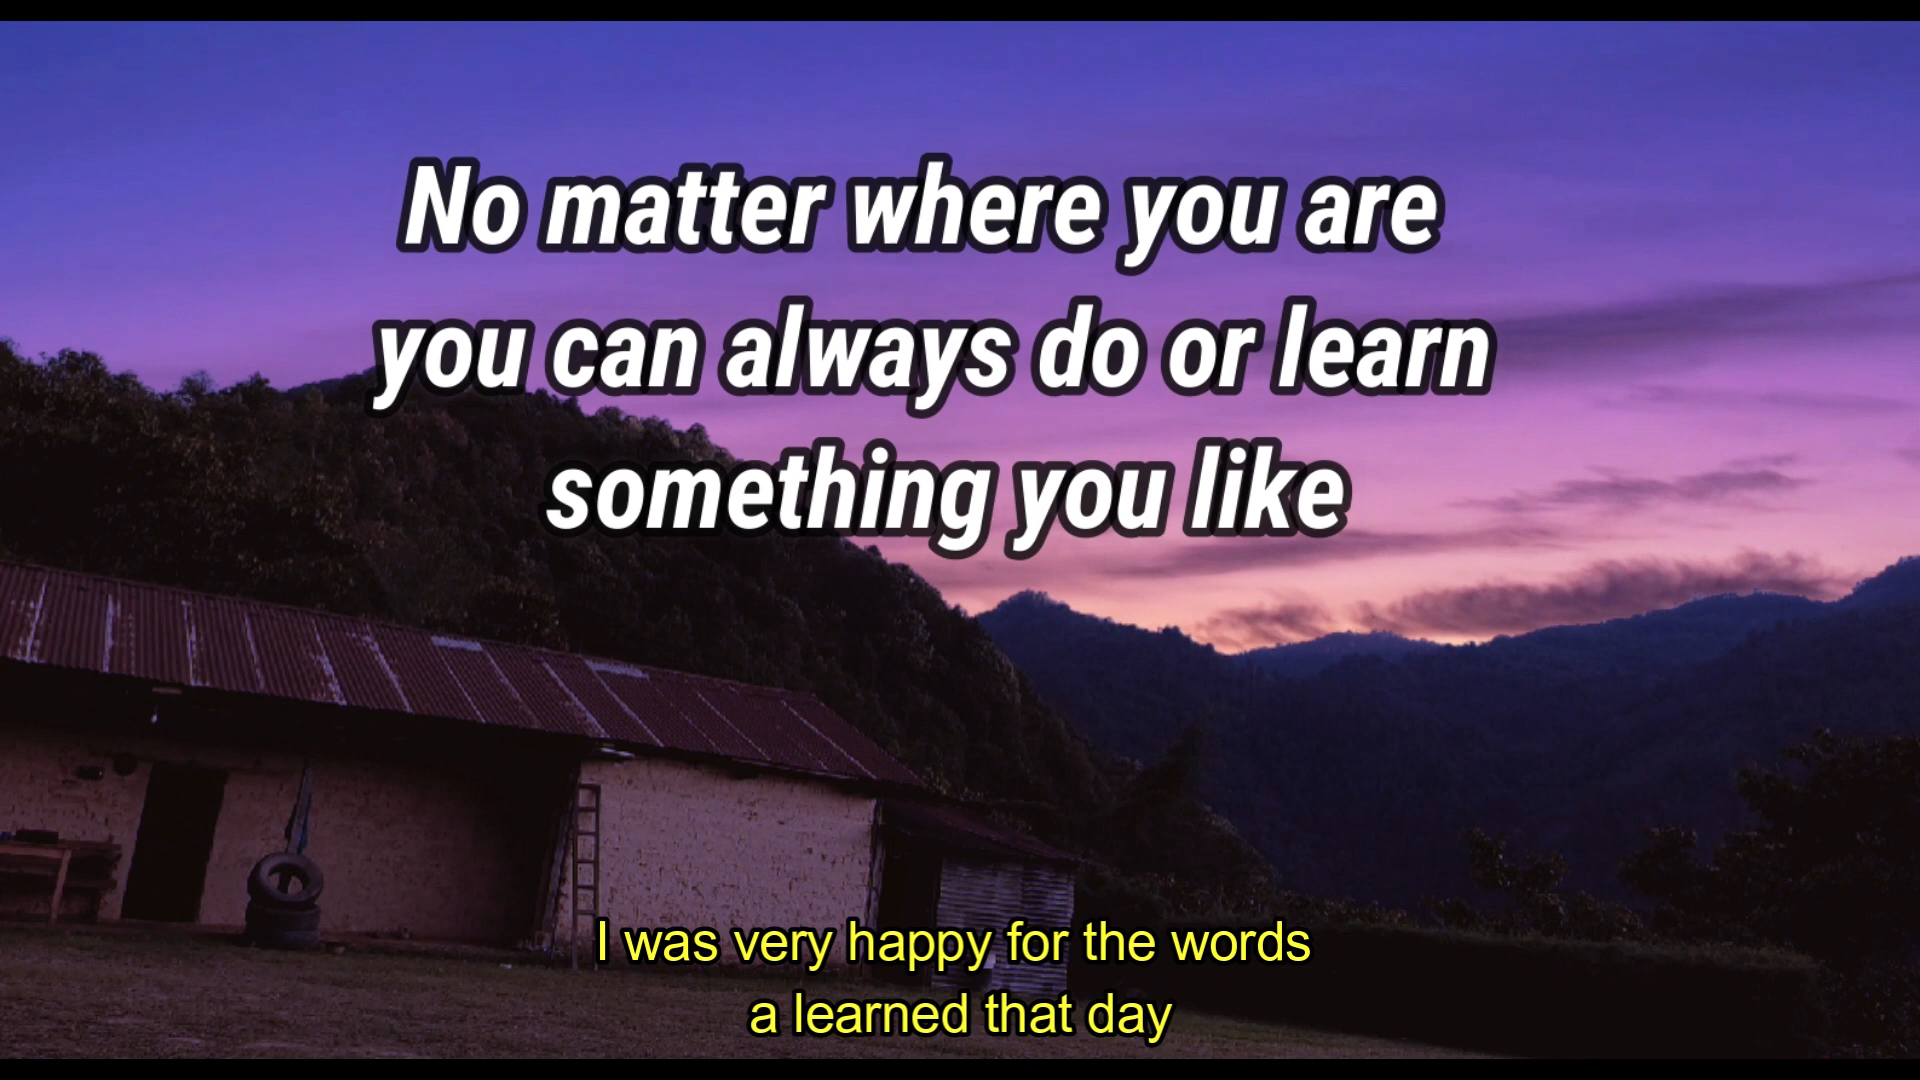 No matter where you are
you can always do or learn
something you like
I was very happy for the words
a learned that day